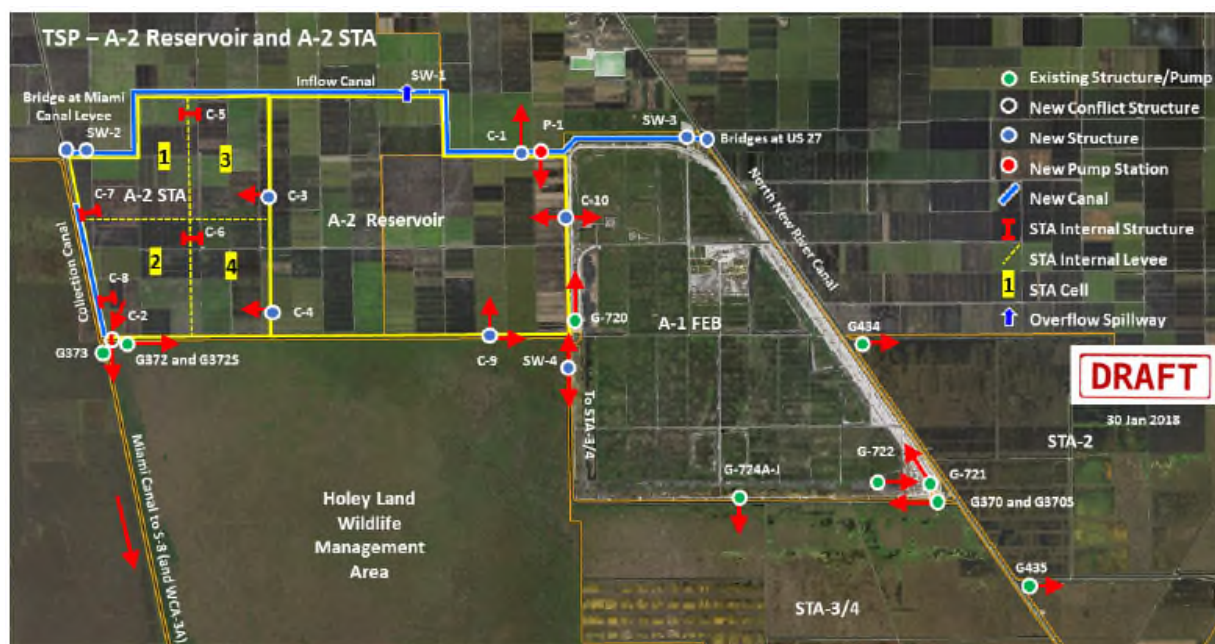 TSP – A-2 Reservoir and A-2 STA
Inflow Canal
SW-1
Bridge at Miami
Canal Levee
SW-2
C-5
1
3
C-1
P-1
SW-3
Bridges at US 27
Existing Structure/Pump
New Conflict Structure
New Structure
New Pump Station
New Canal
STA Internal Structure
STA Internal Levee
1
STA Cell
Overflow Spillway
C-7
A-2 STA
C-3
A-2 Reservoir
C-10
North New River Canal
Collection Canal
C-6
2
4
C-8
C-2
C-4
G-720
A-1 FEB
G434
G373
G372 and G372S
C-9
SW-4
To STA-3/4
DRAFT
30 Jan 2018
STA-2
Miami Canal to S-8 (and WCA-3A)
Holey Land
Wildlife
Management
Area
G-724A-J
G-722
G-721
G370 and G370S
G435
STA-3/4